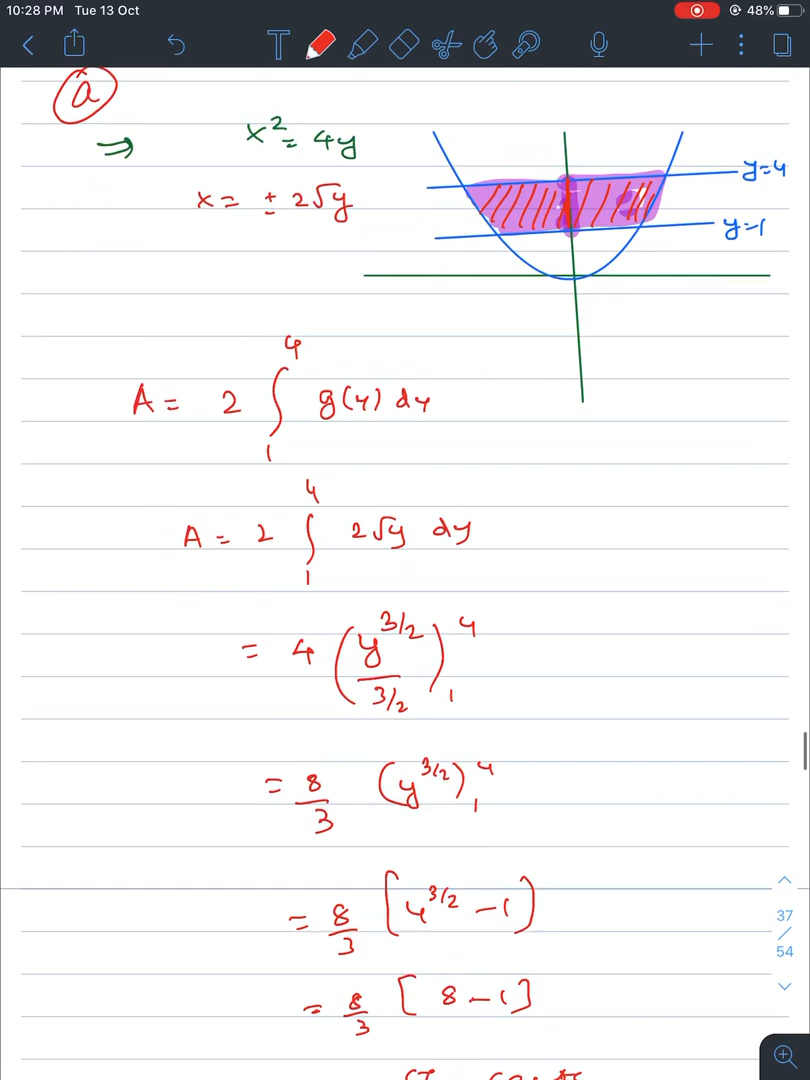 10:28 PM Tue 13 Oct
48%
T
a
⇒ x² = 4y
x = ± 2√y
y=4
y=1
A = 2 ∫₁⁴ g(y) dy
A = 2 ∫₁⁴ 2√y dy
= 4 (y^{3/2} / 3/2)₁⁴
= 8/3 (y^{3/2})₁⁴
= 8/3 [4^{3/2} - 1]
= 8/3 [8 - 1]
37
/
54